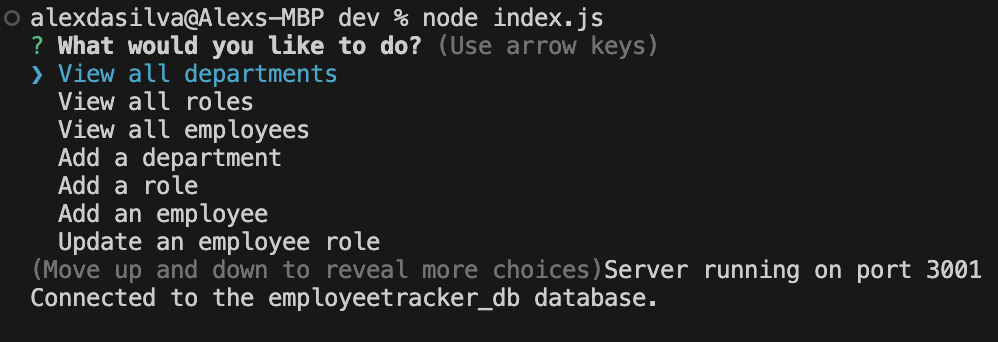 alexdasilva@Alexs-MBP dev % node index.js
? What would you like to do? (Use arrow keys)
❯ View all departments
View all roles
View all employees
Add a department
Add a role
Add an employee
Update an employee role
(Move up and down to reveal more choices)Server running on port 3001
Connected to the employeetracker_db database.